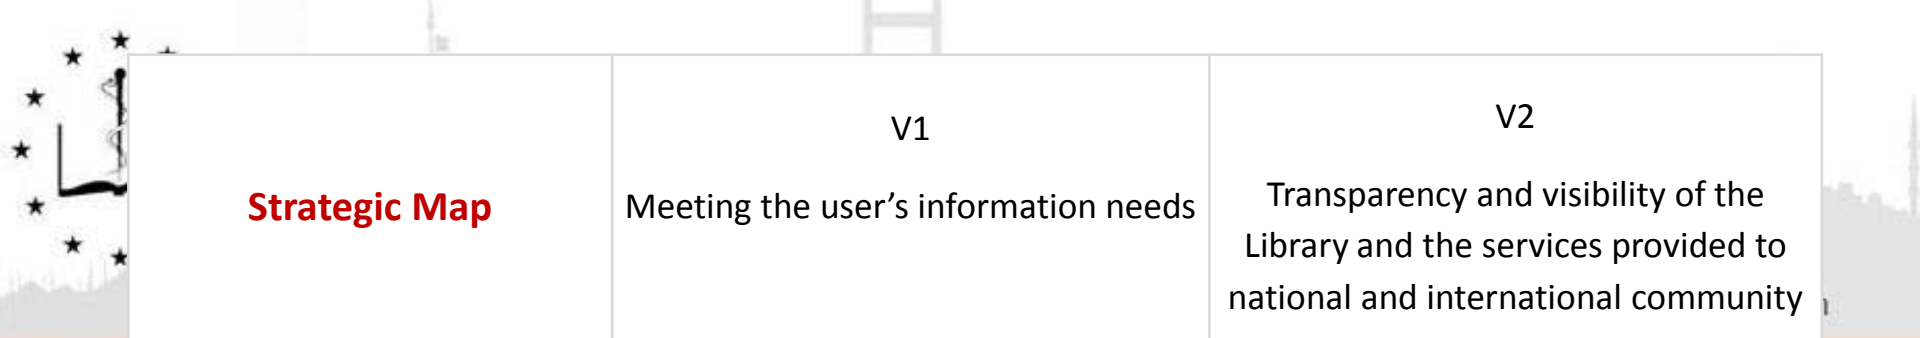 Strategic Map
V1
Meeting the user’s information needs
V2
Transparency and visibility of the
Library and the services provided to
national and international community